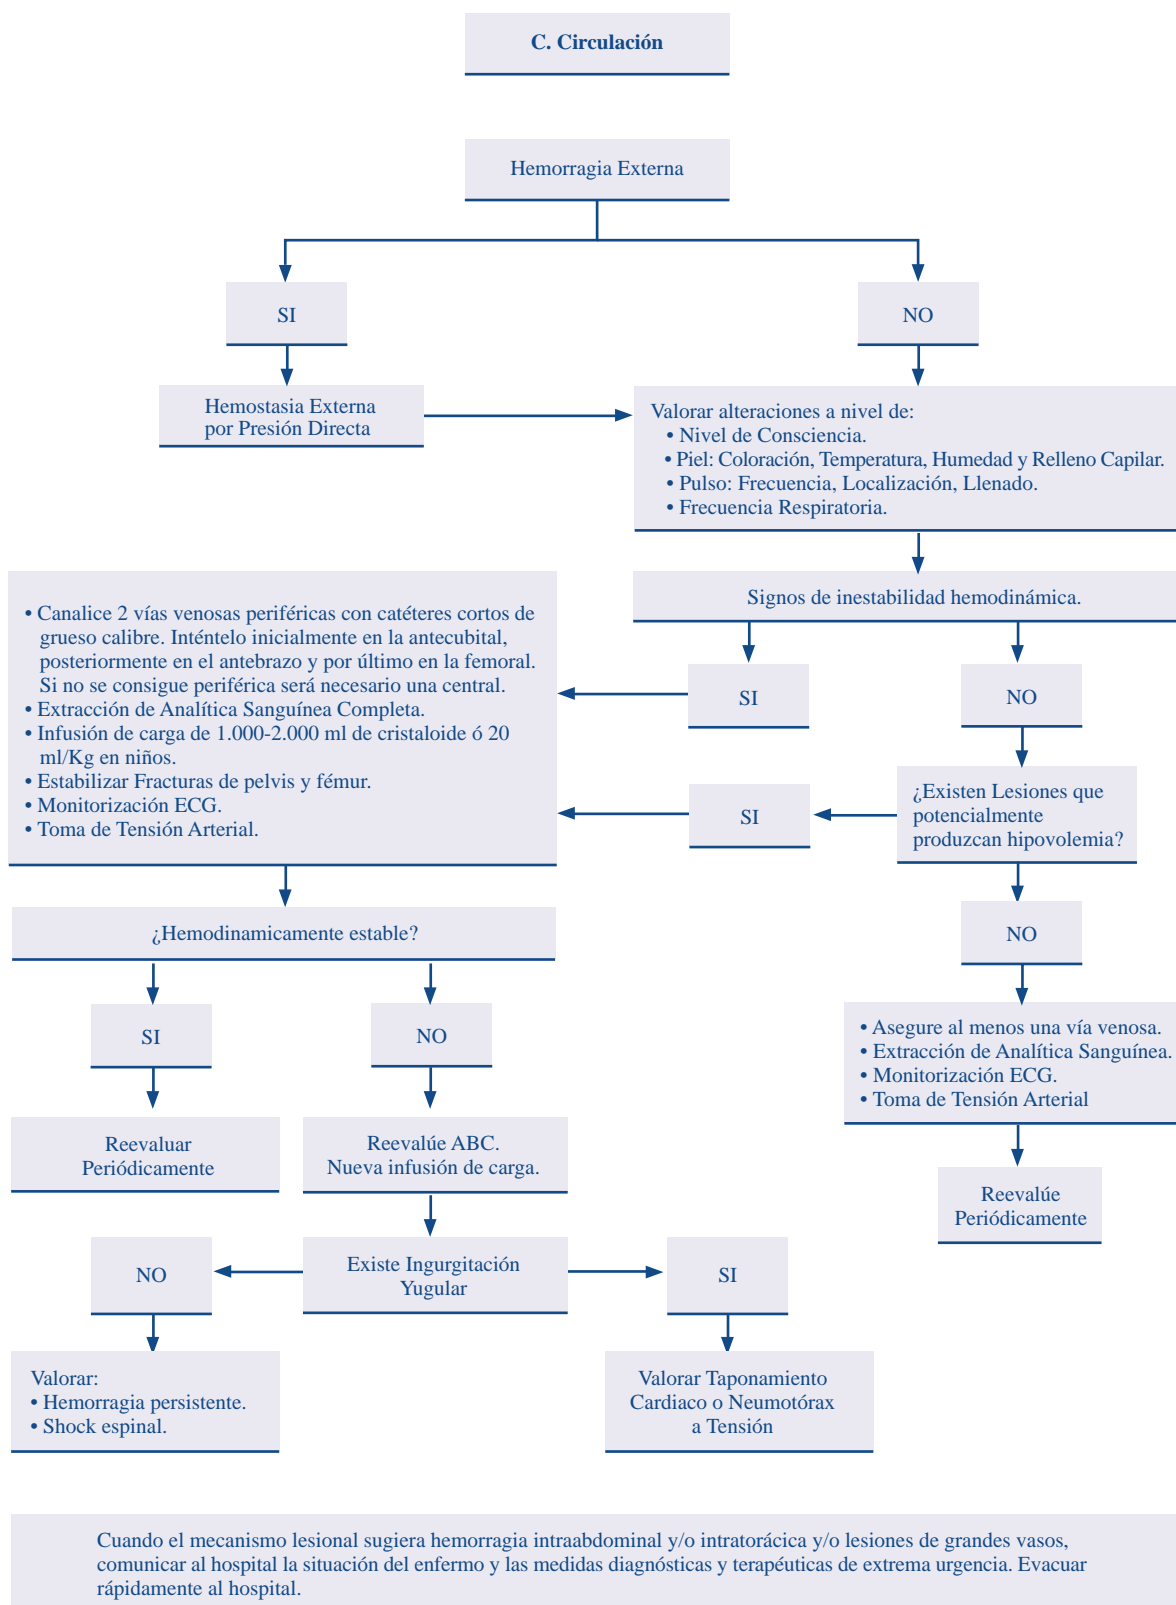 C. Circulación
Hemorragia Externa
SI
NO
Hemostasia Externa
por Presión Directa
Valorar alteraciones a nivel de:
• Nivel de Consciencia.
• Piel: Coloración, Temperatura, Humedad y Relleno Capilar.
• Pulso: Frecuencia, Localización, Llenado.
• Frecuencia Respiratoria.
Signos de inestabilidad hemodinámica.
SI
NO
• Canalice 2 vías venosas periféricas con catéteres cortos de
grueso calibre. Inténtelo inicialmente en la antecubital,
posteriormente en el antebrazo y por último en la femoral.
Si no se consigue periférica será necesario una central.
• Extracción de Analítica Sanguínea Completa.
• Infusión de carga de 1.000-2.000 ml de cristaloide ó 20
ml/Kg en niños.
• Estabilizar Fracturas de pelvis y fémur.
• Monitorización ECG.
• Toma de Tensión Arterial.
SI
¿Existen Lesiones que
potencialmente
produzcan hipovolemia?
NO
¿Hemodinamicamente estable?
SI
NO
• Asegure al menos una vía venosa.
• Extracción de Analítica Sanguínea.
• Monitorización ECG.
• Toma de Tensión Arterial
Reevaluar
Periódicamente
Reevalúe ABC.
Nueva infusión de carga.
Reevalúe
Periódicamente
NO
Existe Ingurgitación
Yugular
SI
Valorar:
• Hemorragia persistente.
• Shock espinal.
Valorar Taponamiento
Cardiaco o Neumotórax
a Tensión
Cuando el mecanismo lesional sugiera hemorragia intraabdominal y/o intratorácica y/o lesiones de grandes vasos,
comunicar al hospital la situación del enfermo y las medidas diagnósticas y terapéuticas de extrema urgencia. Evacuar
rápidamente al hospital.